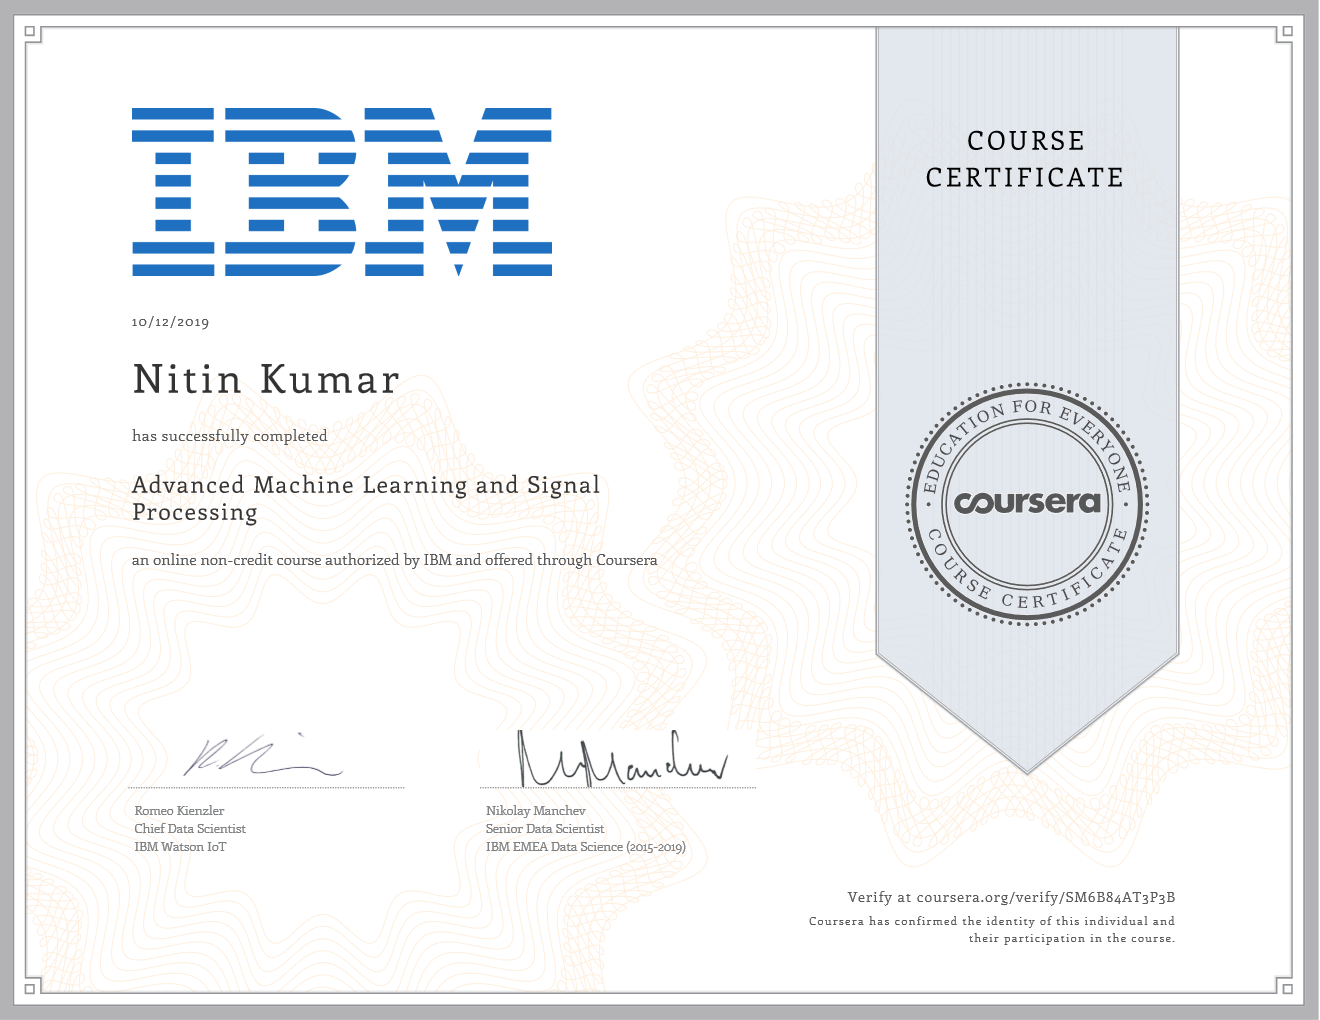 IBM
COURSE
CERTIFICATE
10/12/2019
Nitin Kumar
has successfully completed
Advanced Machine Learning and Signal
Processing
an online non-credit course authorized by IBM and offered through Coursera
EDUCATION FOR EVERYONE
coursera
COURSE CERTIFICATE
Romeo Kienzler
Chief Data Scientist
IBM Watson IoT
Nikolay Manchev
Senior Data Scientist
IBM EMEA Data Science (2015-2019)
Verify at coursera.org/verify/SM6B84AT3P3B
Coursera has confirmed the identity of this individual and
their participation in the course.